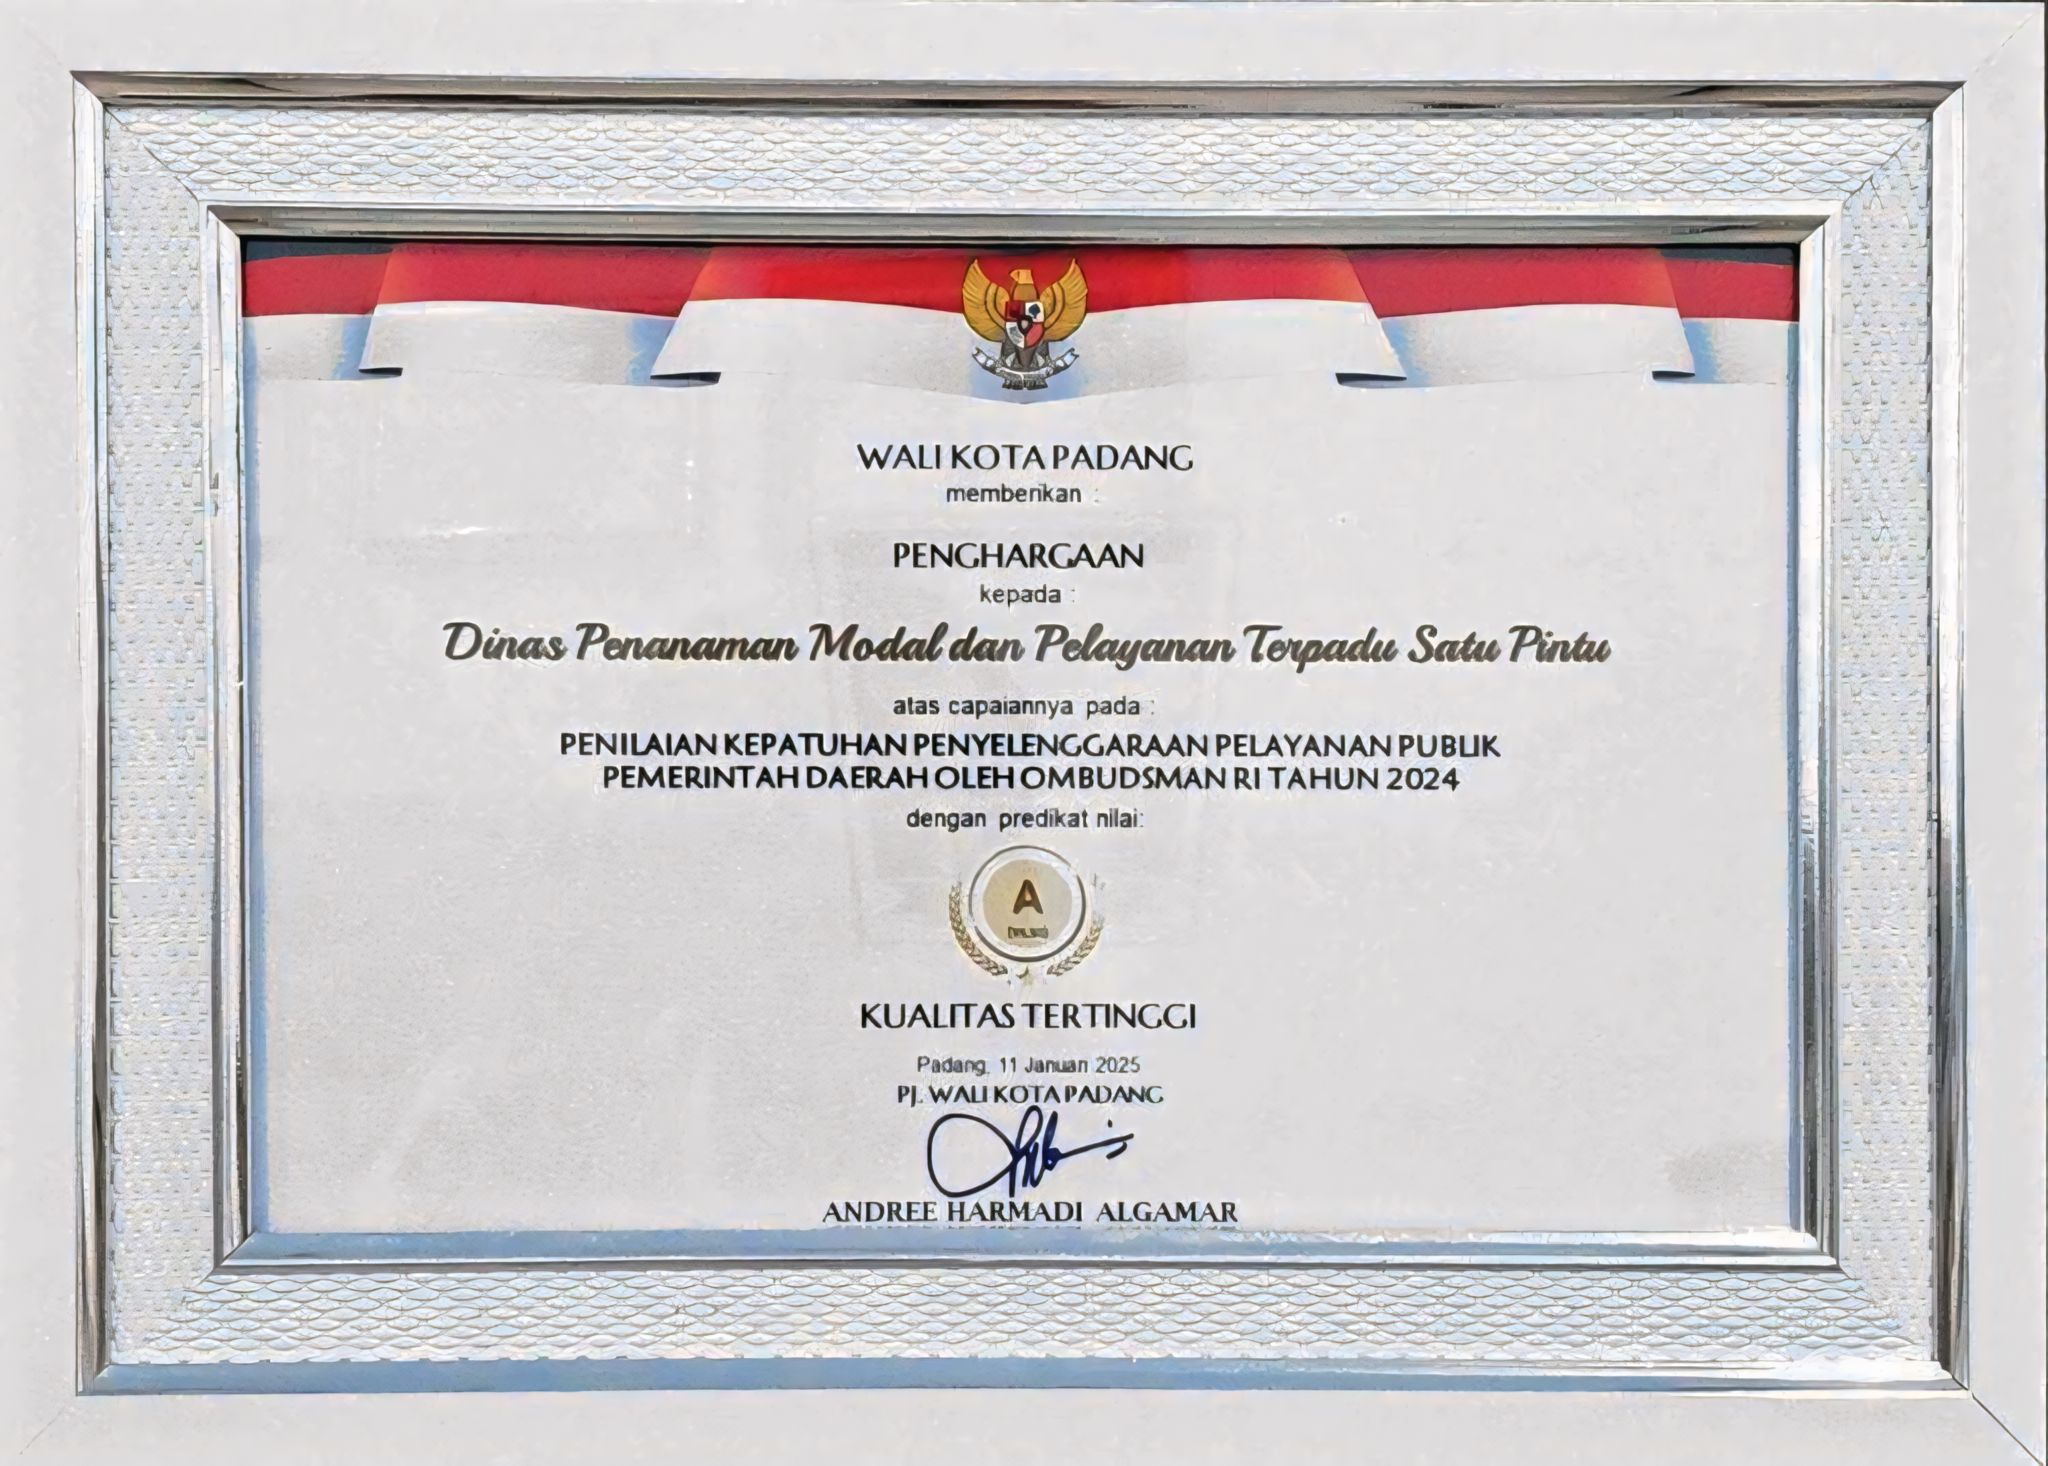 WALI KOTA PADANG
memberikan :
PENGHARGAAN
kepada :
Dinas Penanaman Modal dan Pelayanan Terpadu Satu Pintu
atas capaiannya pada :
PENILAIAN KEPATUHAN PENYELENGGARAAN PELAYANAN PUBLIK
PEMERINTAH DAERAH OLEH OMBUDSMAN RI TAHUN 2024
dengan predikat nilai:
A
KUALITAS TERTINGGI
Padang, 11 Januari 2025
PJ. WALI KOTA PADANG
ANDREE HARMADI ALGAMAR